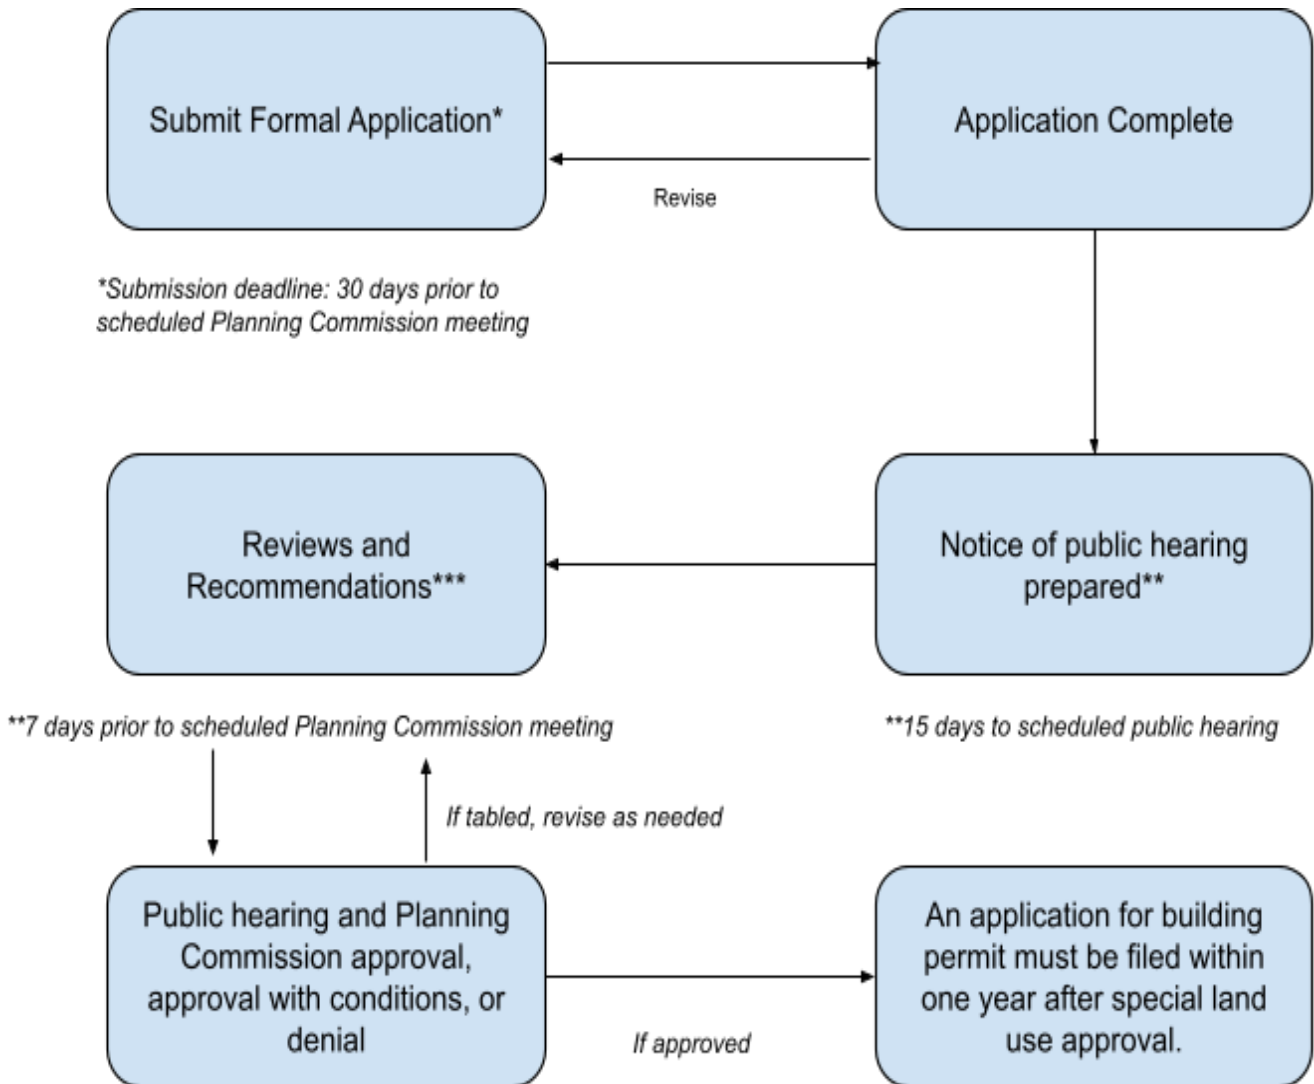 Submit Formal Application*
Application Complete
Revise
*Submission deadline: 30 days prior to
scheduled Planning Commission meeting
Reviews and
Recommendations***
Notice of public hearing
prepared**
**7 days prior to scheduled Planning Commission meeting
**15 days to scheduled public hearing
If tabled, revise as needed
Public hearing and Planning
Commission approval,
approval with conditions, or
denial
If approved
An application for building
permit must be filed within
one year after special land
use approval.